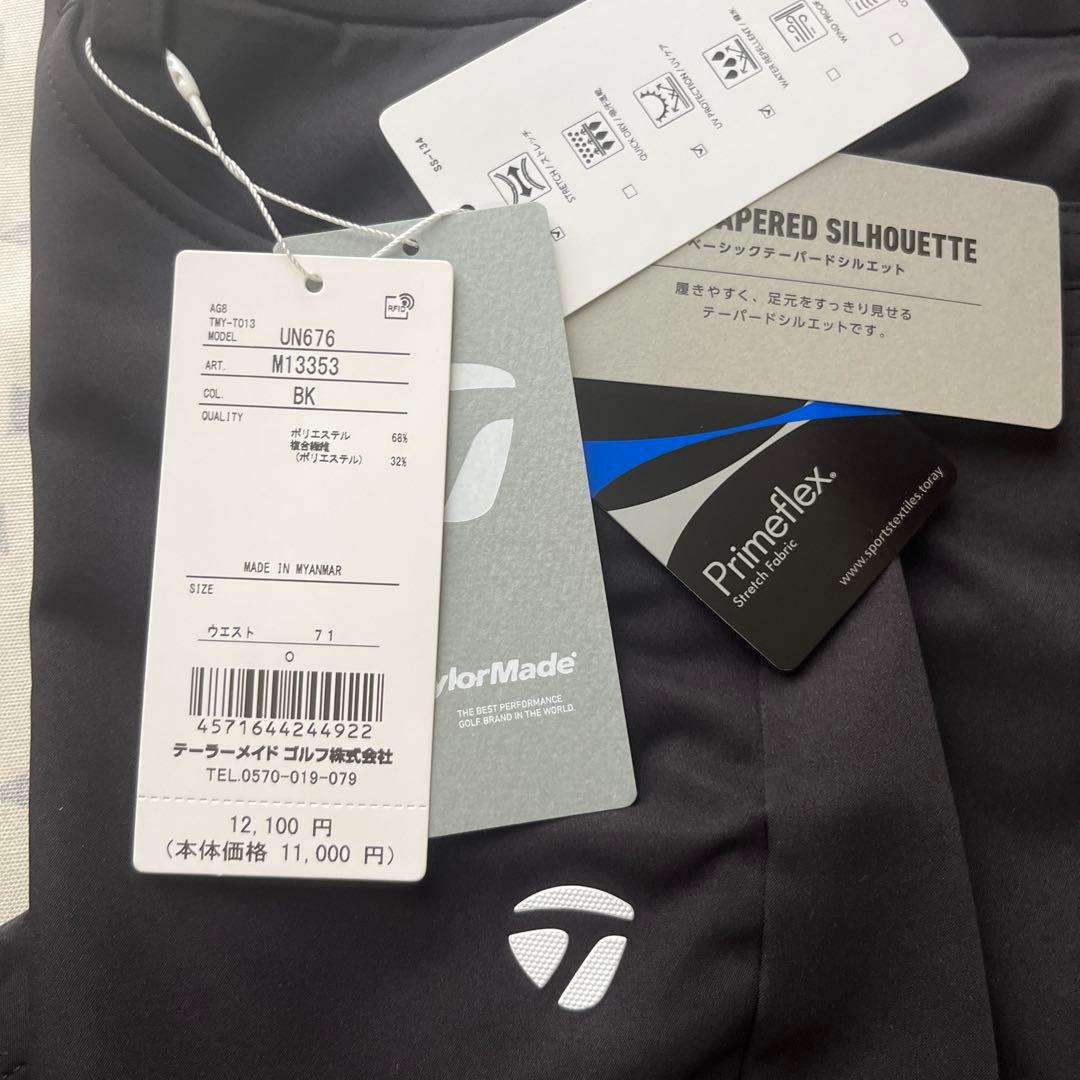 AG8
TMY-T013
MODEL UN676
ART. M13353
COL. BK
QUALITY
ポリエステル 68%
複合繊維
(ポリエステル) 32%
MADE IN MYANMAR
SIZE
ウエスト 71
0
4571644244922
テーラーメイド ゴルフ株式会社
TEL.0570-019-079
12,100 円
(本体価格 11,000 円)
RFID
ylorMade
THE BEST PERFORMANCE
GOLF BRAND IN THE WORLD.
SS-134
STRETCH / ストレッチ
QUICK DRY / 吸汗速乾
UV PROTECTION / UV ケア
WATER REPELLENT / 撥水
WIND PROOF
CO
APERED SILHOUETTE
ベーシックテーパードシルエット
履きやすく、足元をすっきり見せる
テーパードシルエットです。
Primeflex®
Stretch Fabric
www.sportstextiles.toray